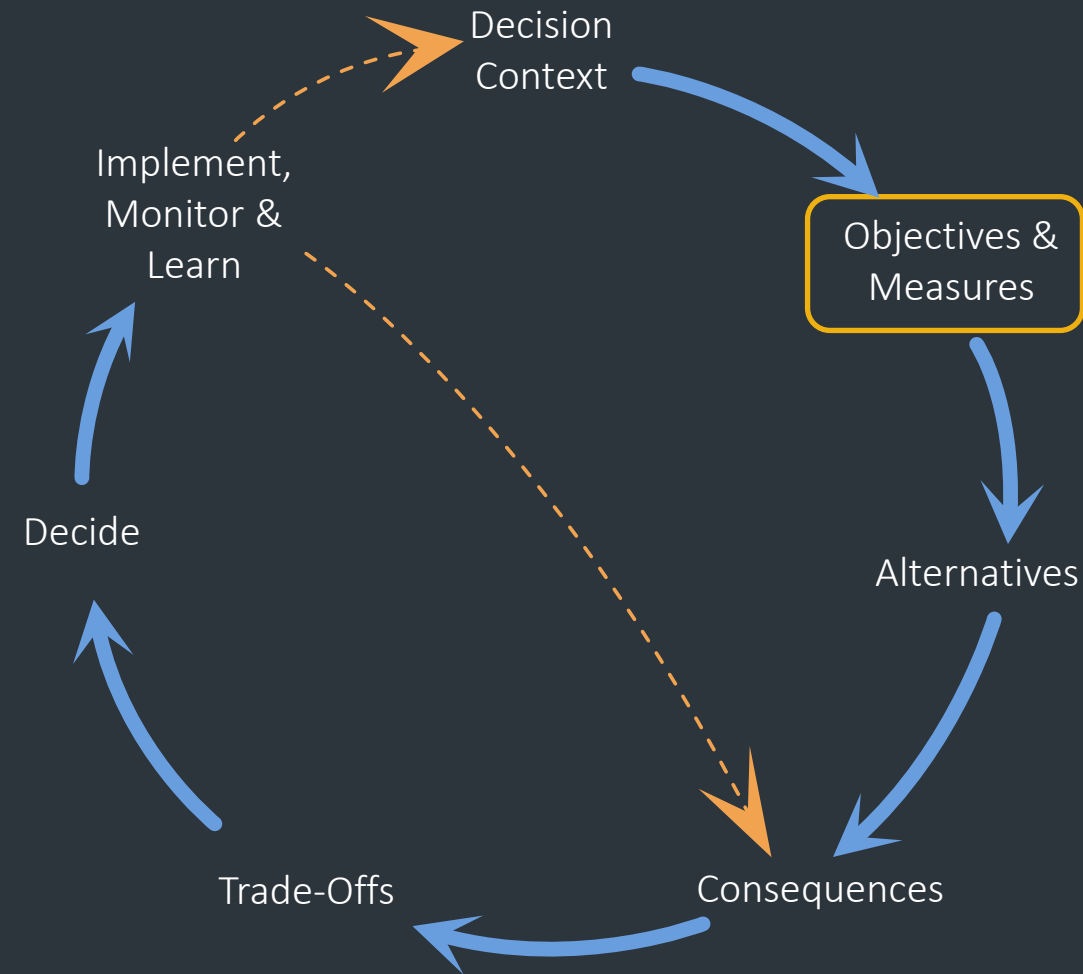 Decision
Context
Objectives &
Measures
Alternatives
Consequences
Trade-Offs
Decide
Implement,
Monitor &
Learn